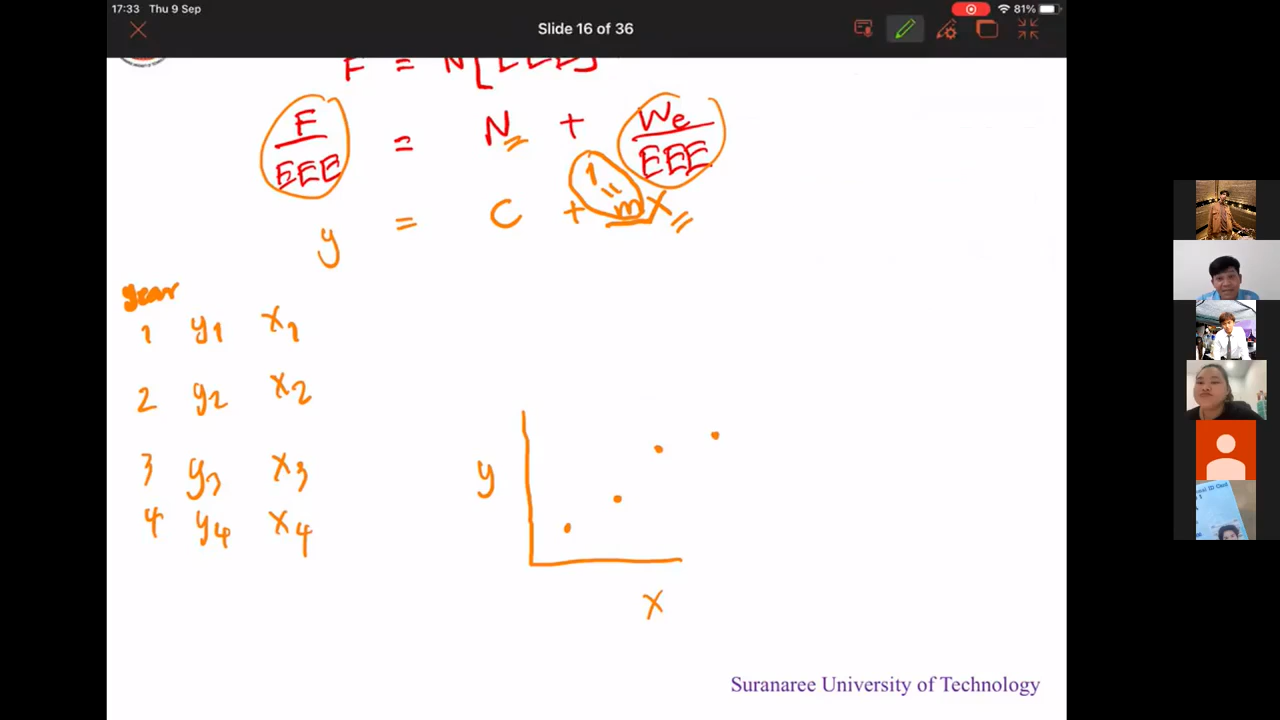 17:33 Thu 9 Sep
81%
Slide 16 of 36
F/EEE = N + We/EEE
1
"
y = C + mx
year
1 y1 x1
2 y2 x2
3 y3 x3
4 y4 x4
y
x
Suranaree University of Technology